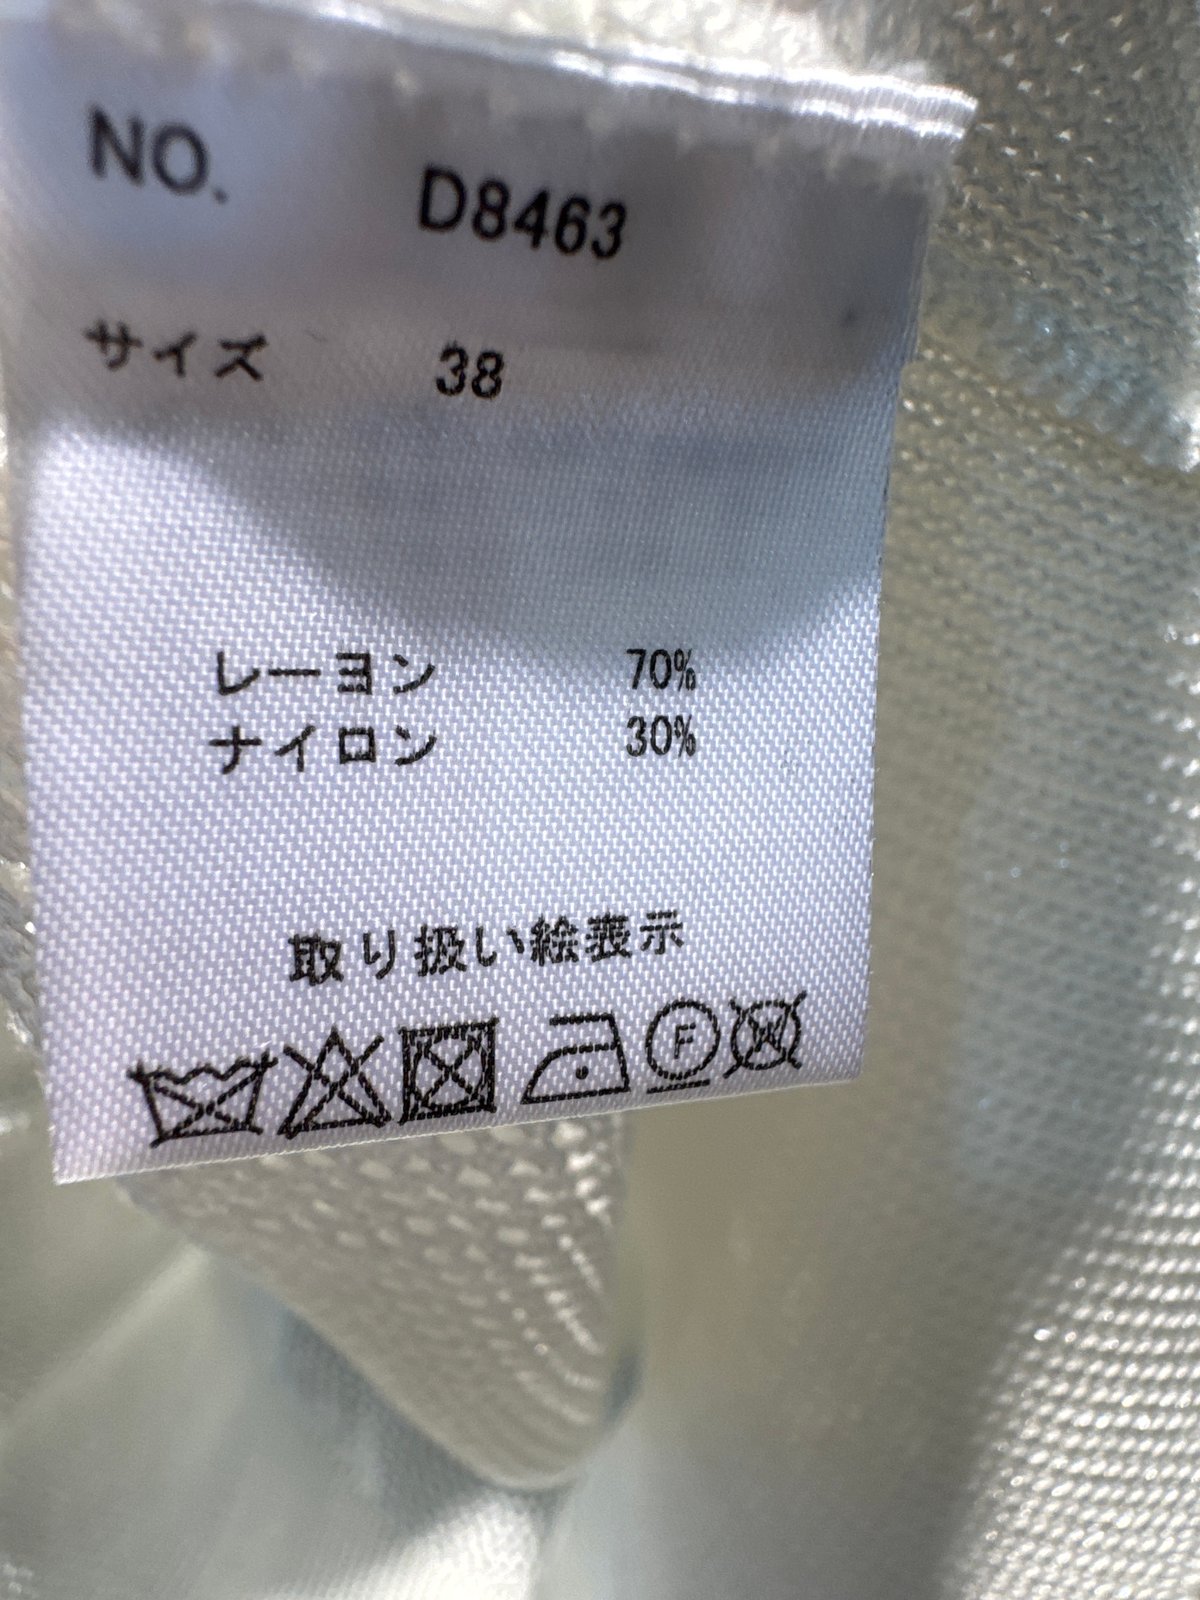 NO. D8463
サイズ 38
レーヨン 70%
ナイロン 30%
取り扱い絵表示
F W